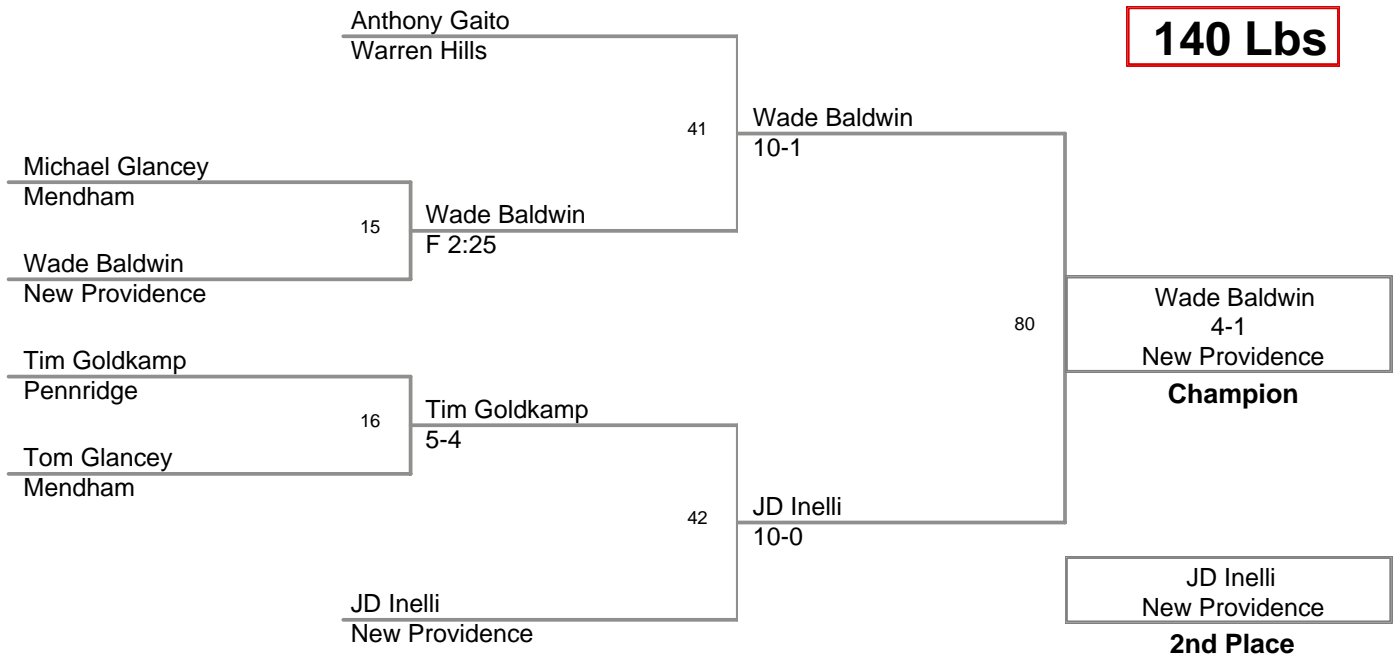 Anthony Gaito
Warren Hills
140 Lbs
41
Wade Baldwin
10-1
Michael Glancey
Mendham
15
Wade Baldwin
F 2:25
Wade Baldwin
New Providence
Wade Baldwin
4-1
New Providence
Champion
80
Tim Goldkamp
Pennridge
16
Tim Goldkamp
5-4
Tom Glancey
Mendham
42
JD Inelli
10-0
JD Inelli
New Providence
2nd Place
JD Inelli
New Providence